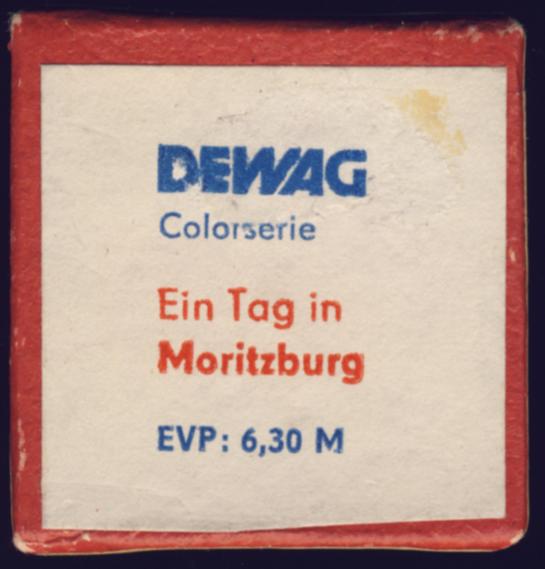 DEWAG
Colorserie
Ein Tag in
Moritzburg
EVP: 6,30 M